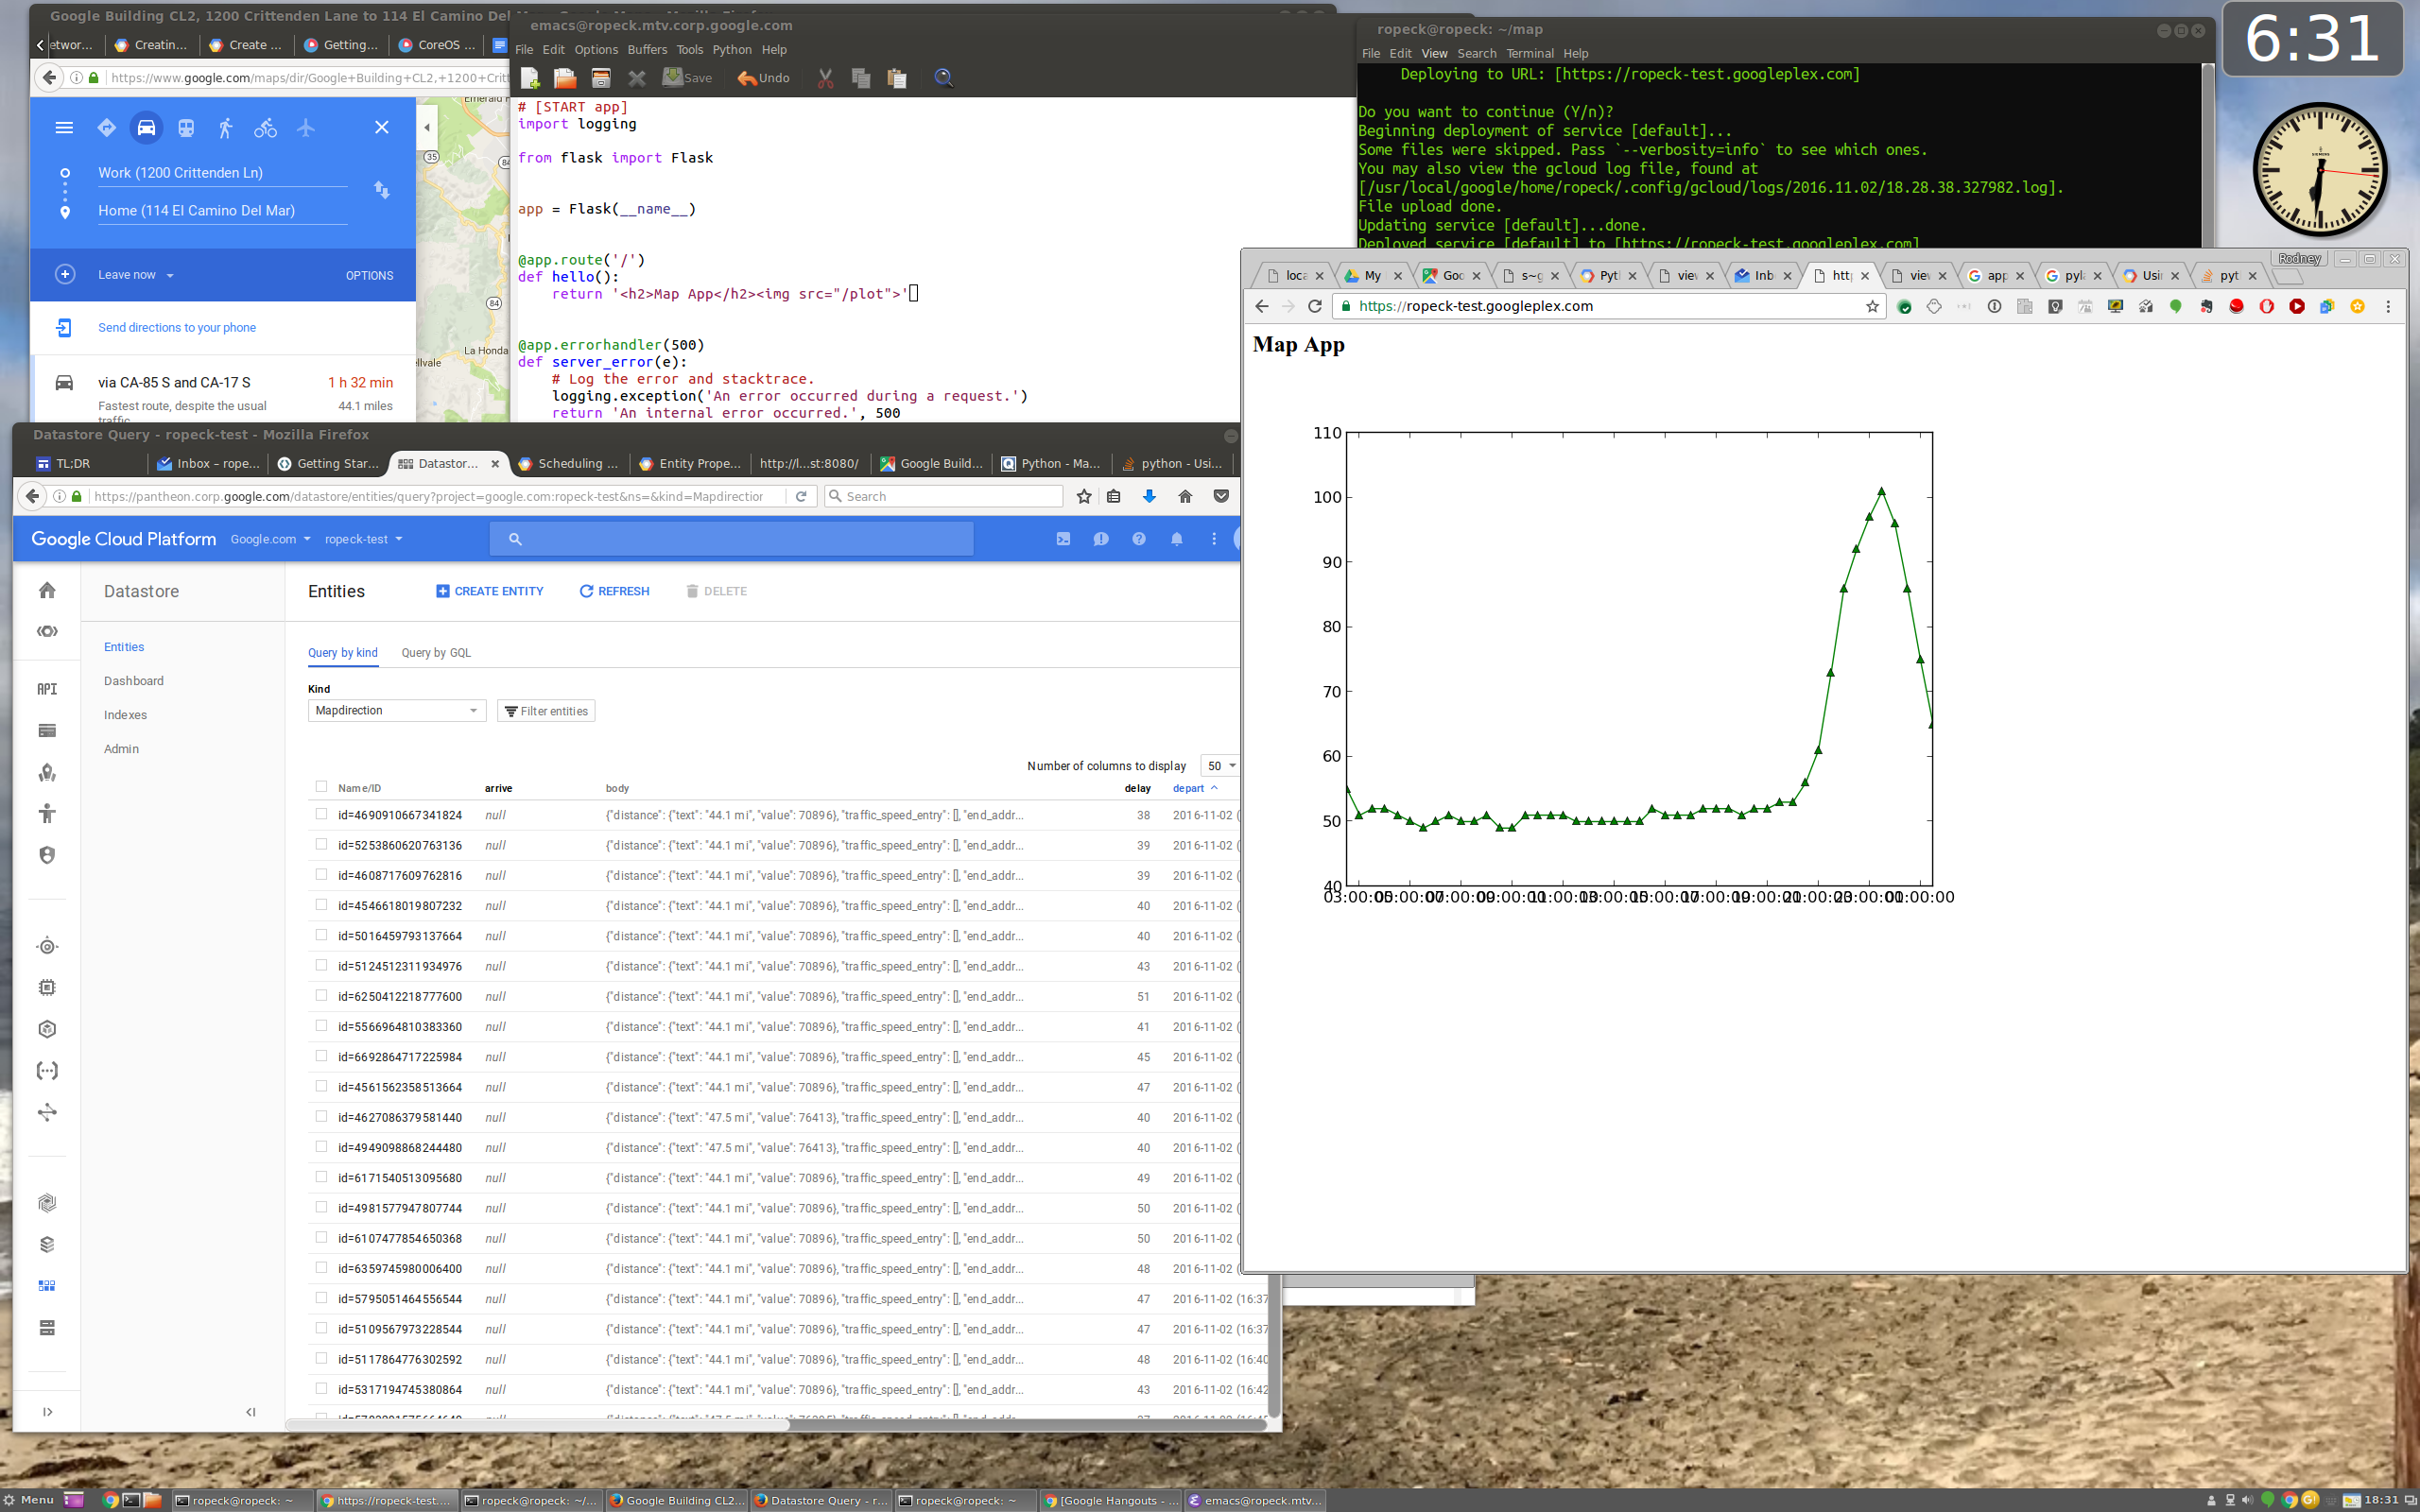 Google Building CL2, 1200 Crittenden Lane to 114 El Camino Del
etwor...
Creatin...
Create ...
Getting...
CoreOS ...
https://www.google.com/maps/dir/Google+Building+CL2,+1200+Critt
Work (1200 Crittenden Ln)
Home (114 El Camino Del Mar)
Leave now
OPTIONS
Send directions to your phone
via CA-85 S and CA-17 S
1 h 32 min
Fastest route, despite the usual
44.1 miles
traffic
35
84
84
La Honda
emacs@ropeck.mtv.corp.google.com
File Edit Options Buffers Tools Python Help
Save
Undo
# [START app]
import logging
from flask import Flask
app = Flask(__name__)
@app.route('/')
def hello():
    return '<h2>Map App</h2><img src="/plot">'
@app.errorhandler(500)
def server_error(e):
    # Log the error and stacktrace.
    logging.exception('An error occurred during a request.')
    return 'An internal error occurred.', 500
ropeck@ropeck: ~/map
File Edit View Search Terminal Help
Deploying to URL: [https://ropeck-test.googleplex.com]
Do you want to continue (Y/n)?
Beginning deployment of service [default]...
Some files were skipped. Pass `--verbosity=info` to see which ones.
You may also view the gcloud log file, found at
[/usr/local/google/home/ropeck/.config/gcloud/logs/2016.11.02/18.28.38.327982.log].
File upload done.
Updating service [default]...done.
Deployed service [default] to [https://ropeck-test.googleplex.com]
6:31
Rodney
loca
My
Goo
s~g
Pyt
view
Inb
http
view
app
pyl
Usin
pyt
https://ropeck-test.googleplex.com
Map App
110
100
90
80
70
60
50
40
03:00:00
05:00:00
07:00:00
09:00:00
11:00:00
13:00:00
15:00:00
17:00:00
19:00:00
21:00:00
23:00:00
01:00:00
Datastore Query - ropeck-test - Mozilla Firefox
TL;DR
Inbox – rope...
Getting Star...
Datastor...
Scheduling ...
Entity Prope...
http://l...st:8080/
Google Build...
Python - Ma...
python - Usi...
https://pantheon.corp.google.com/datastore/entities/query?project=google.com:ropeck-test&ns=&kind=Mapdirection
Search
Google Cloud Platform
Google.com
ropeck-test
Datastore
Entities
CREATE ENTITY
REFRESH
DELETE
API
Entities
Dashboard
Indexes
Admin
Query by kind
Query by GQL
Kind
Mapdirection
Filter entities
Number of columns to display 50
Name/ID arrive body delay depart
id=4690910667341824 null {"distance": {"text": "44.1 mi", "value": 70896}, "traffic_speed_entry": [], "end_addr... 38 2016-11-02 (
id=5253860620763136 null {"distance": {"text": "44.1 mi", "value": 70896}, "traffic_speed_entry": [], "end_addr... 39 2016-11-02 (
id=4608717609762816 null {"distance": {"text": "44.1 mi", "value": 70896}, "traffic_speed_entry": [], "end_addr... 39 2016-11-02 (
id=4546618019807232 null {"distance": {"text": "44.1 mi", "value": 70896}, "traffic_speed_entry": [], "end_addr... 40 2016-11-02 (
id=5016459793137664 null {"distance": {"text": "44.1 mi", "value": 70896}, "traffic_speed_entry": [], "end_addr... 40 2016-11-02 (
id=5124512311934976 null {"distance": {"text": "44.1 mi", "value": 70896}, "traffic_speed_entry": [], "end_addr... 43 2016-11-02 (
id=6250412218777600 null {"distance": {"text": "44.1 mi", "value": 70896}, "traffic_speed_entry": [], "end_addr... 51 2016-11-02 (
id=5566964810383360 null {"distance": {"text": "44.1 mi", "value": 70896}, "traffic_speed_entry": [], "end_addr... 41 2016-11-02 (
id=6692864717225984 null {"distance": {"text": "44.1 mi", "value": 70896}, "traffic_speed_entry": [], "end_addr... 45 2016-11-02 (
id=4561562358513664 null {"distance": {"text": "44.1 mi", "value": 70896}, "traffic_speed_entry": [], "end_addr... 47 2016-11-02 (
id=4627086379581440 null {"distance": {"text": "47.5 mi", "value": 76413}, "traffic_speed_entry": [], "end_addr... 40 2016-11-02 (
id=4949098868244480 null {"distance": {"text": "47.5 mi", "value": 76413}, "traffic_speed_entry": [], "end_addr... 40 2016-11-02 (
id=6171540513095680 null {"distance": {"text": "44.1 mi", "value": 70896}, "traffic_speed_entry": [], "end_addr... 49 2016-11-02 (
id=4981577947807744 null {"distance": {"text": "44.1 mi", "value": 70896}, "traffic_speed_entry": [], "end_addr... 50 2016-11-02 (
id=6107477854650368 null {"distance": {"text": "44.1 mi", "value": 70896}, "traffic_speed_entry": [], "end_addr... 50 2016-11-02 (
id=6359745980006400 null {"distance": {"text": "44.1 mi", "value": 70896}, "traffic_speed_entry": [], "end_addr... 48 2016-11-02 (
id=5795051464556544 null {"distance": {"text": "44.1 mi", "value": 70896}, "traffic_speed_entry": [], "end_addr... 47 2016-11-02 (16:37
id=5109567973228544 null {"distance": {"text": "44.1 mi", "value": 70896}, "traffic_speed_entry": [], "end_addr... 47 2016-11-02 (16:37
id=5117864776302592 null {"distance": {"text": "44.1 mi", "value": 70896}, "traffic_speed_entry": [], "end_addr... 48 2016-11-02 (16:40
id=5317194745380864 null {"distance": {"text": "44.1 mi", "value": 70896}, "traffic_speed_entry": [], "end_addr... 43 2016-11-02 (16:42
Menu
ropeck@ropeck: ~
https://ropeck-test....
ropeck@ropeck: ~/...
Google Building CL2...
Datastore Query - r...
ropeck@ropeck: ~
[Google Hangouts - ...
emacs@ropeck.mtv...
18:31